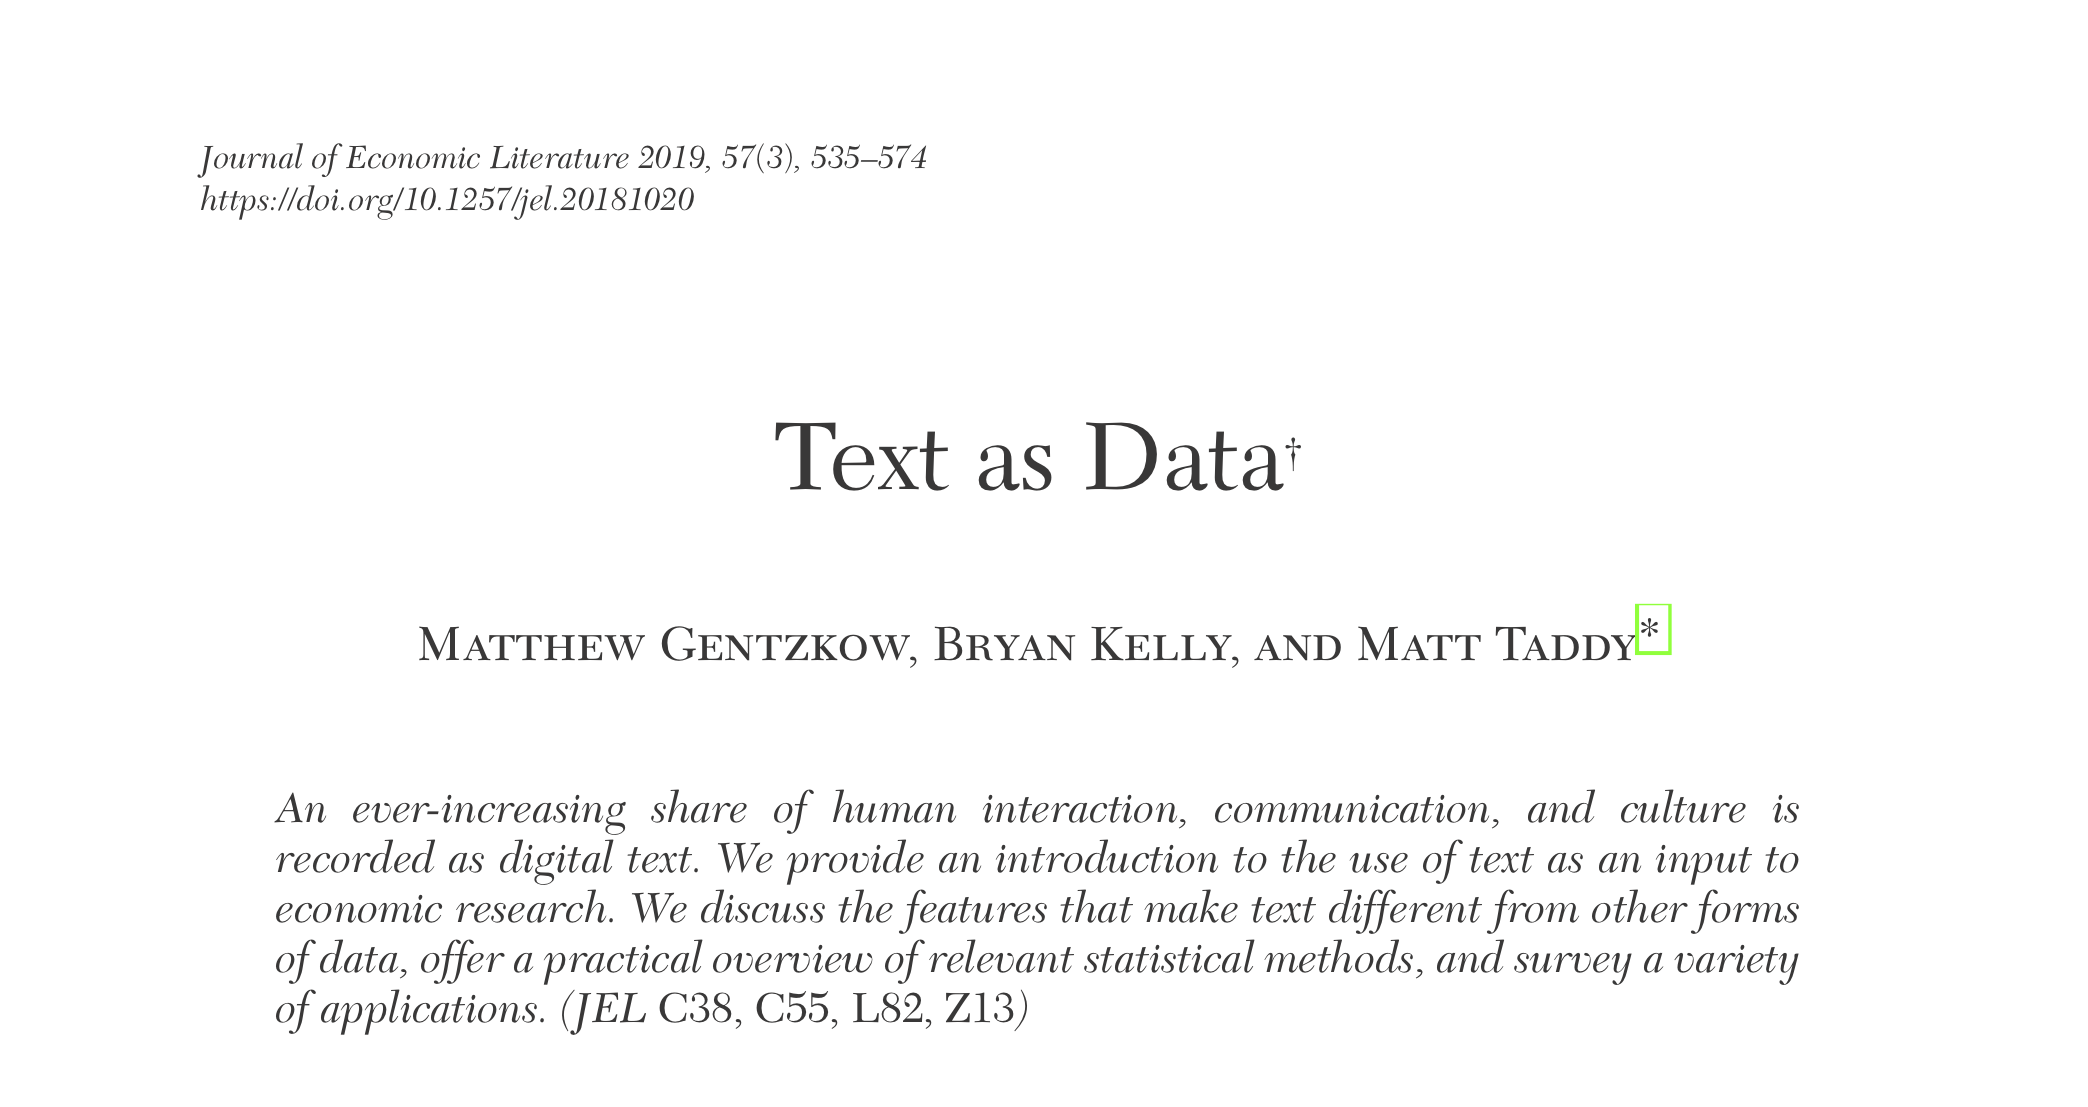 Journal of Economic Literature 2019, 57(3), 535–574
https://doi.org/10.1257/jel.20181020
Text as Data†
Matthew Gentzkow, Bryan Kelly, and Matt Taddy*
An ever-increasing share of human interaction, communication, and culture is
recorded as digital text. We provide an introduction to the use of text as an input to
economic research. We discuss the features that make text different from other forms
of data, offer a practical overview of relevant statistical methods, and survey a variety
of applications. (JEL C38, C55, L82, Z13)